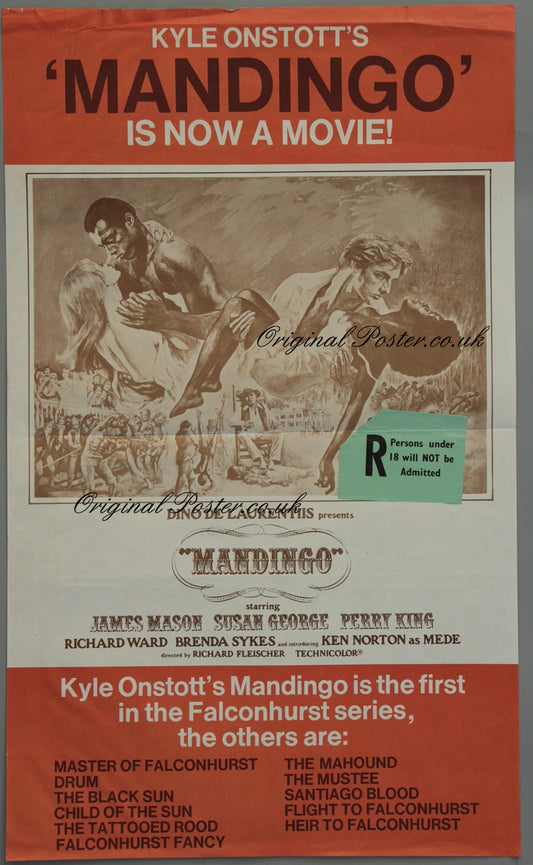 KYLE ONSTOTT'S
'MANDINGO'
IS NOW A MOVIE!
Original Poster.co.uk
R Persons under
18 will NOT be
Admitted
Original Poster.co.uk
DINO DE LAURENTIIS presents
"MANDINGO"
starring
JAMES MASON SUSAN GEORGE PERRY KING
RICHARD WARD BRENDA SYKES and introducing KEN NORTON as MEDE
directed by RICHARD FLEISCHER TECHNICOLOR®
Kyle Onstott's Mandingo is the first
in the Falconhurst series,
the others are:
MASTER OF FALCONHURST
DRUM
THE BLACK SUN
CHILD OF THE SUN
THE TATTOOED ROOD
FALCONHURST FANCY
THE MAHOUND
THE MUSTEE
SANTIAGO BLOOD
FLIGHT TO FALCONHURST
HEIR TO FALCONHURST